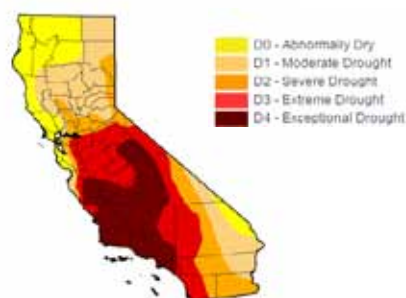 D0 - Abnormally Dry
D1 - Moderate Drought
D2 - Severe Drought
D3 - Extreme Drought
D4 - Exceptional Drought